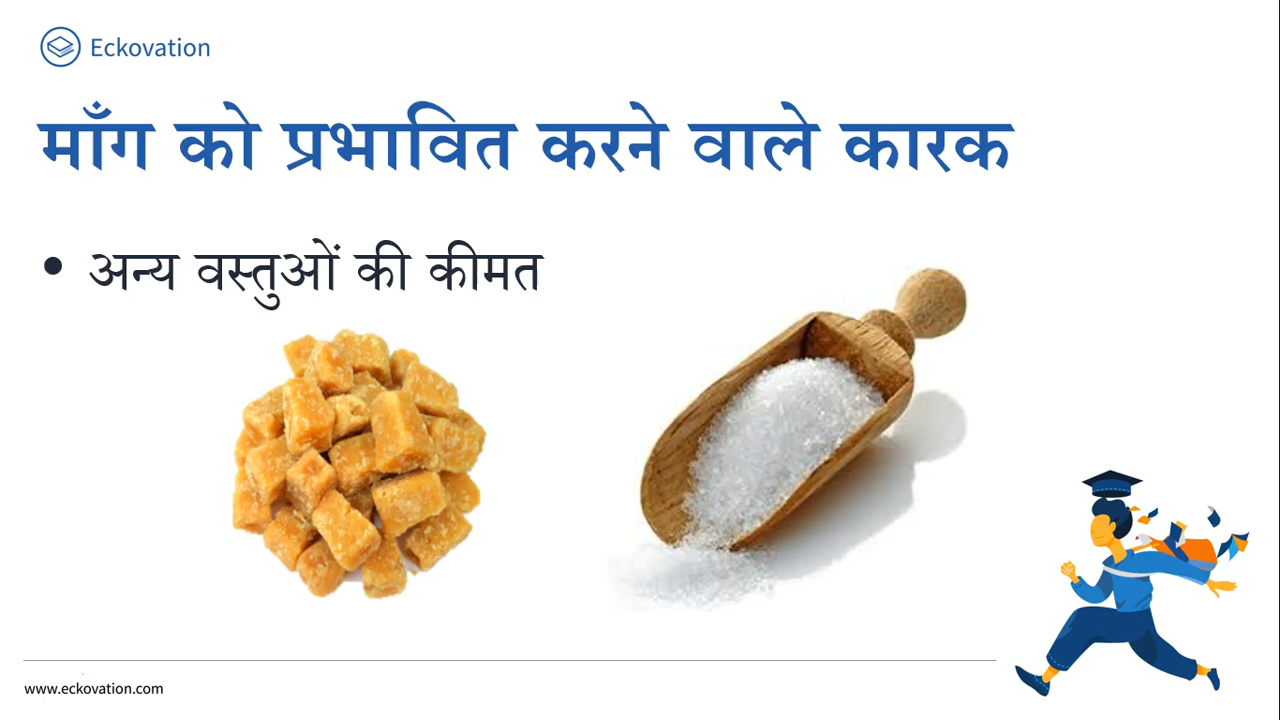 Eckovation
माँग को प्रभावित करने वाले कारक
• अन्य वस्तुओं की कीमत
www.eckovation.com